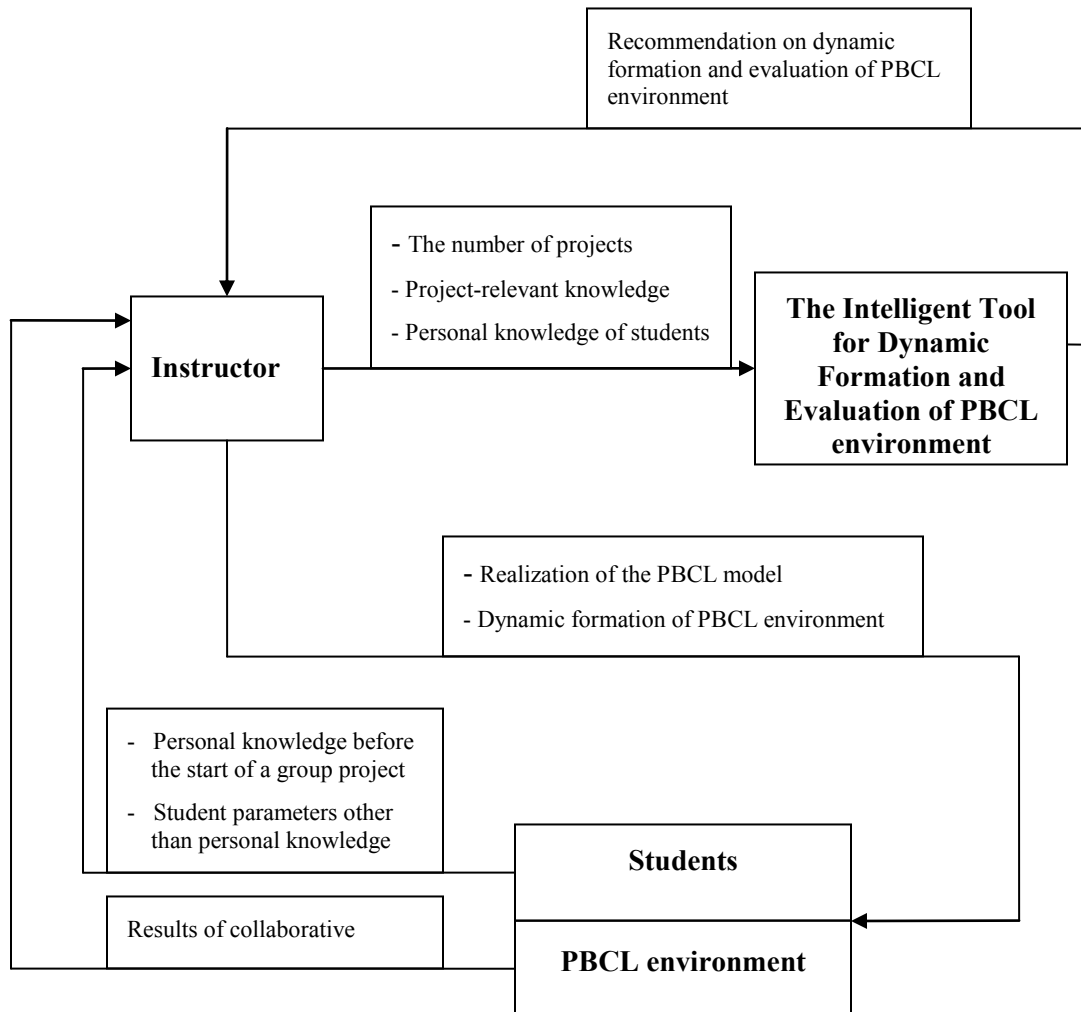 Recommendation on dynamic
formation and evaluation of PBCL
environment
- The number of projects
- Project-relevant knowledge
- Personal knowledge of students
The Intelligent Tool
for Dynamic
Formation and
Evaluation of PBCL
environment
Instructor
- Realization of the PBCL model
- Dynamic formation of PBCL environment
- Personal knowledge before
the start of a group project
- Student parameters other
than personal knowledge
Students
Results of collaborative
PBCL environment